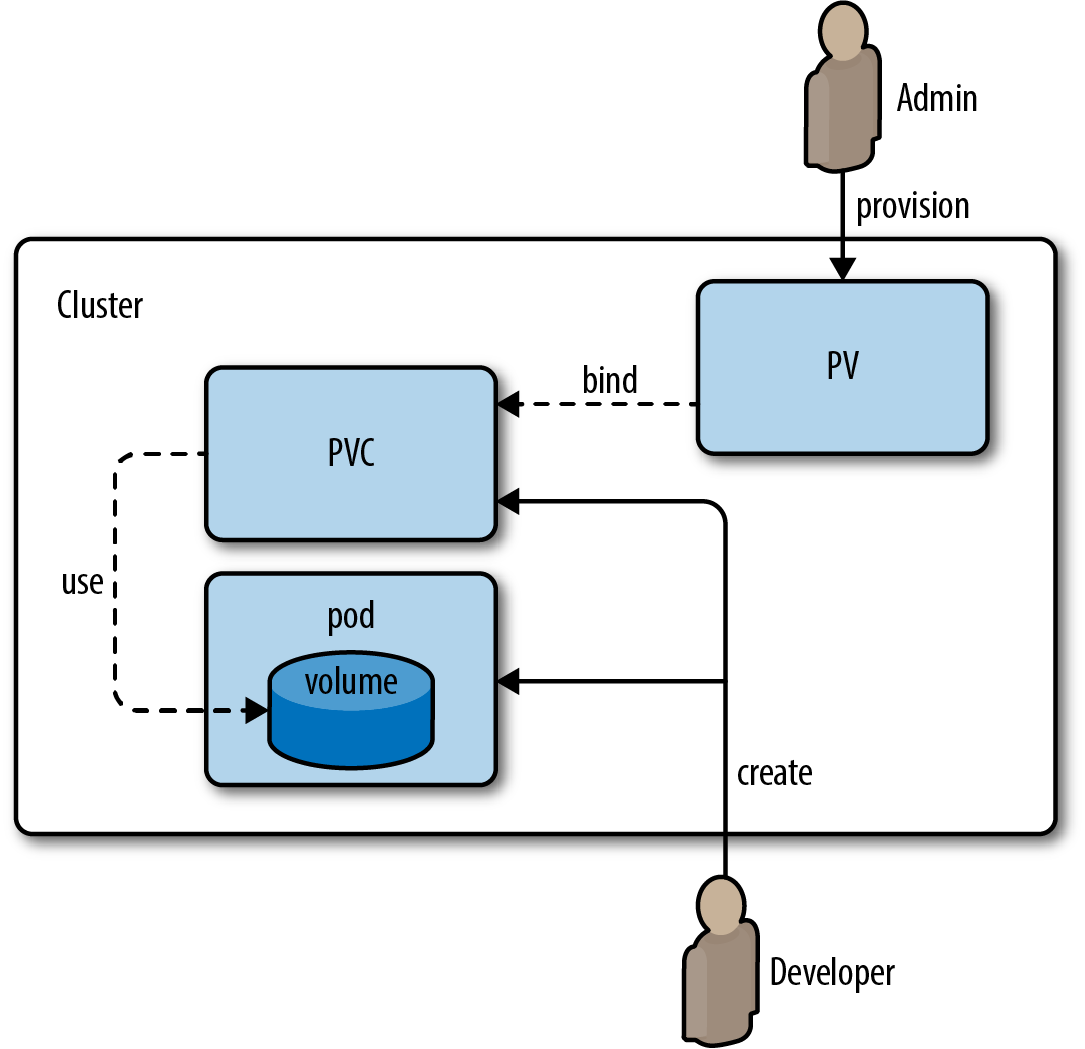 Admin
provision
Cluster
PV
bind
PVC
use
pod
volume
create
Developer